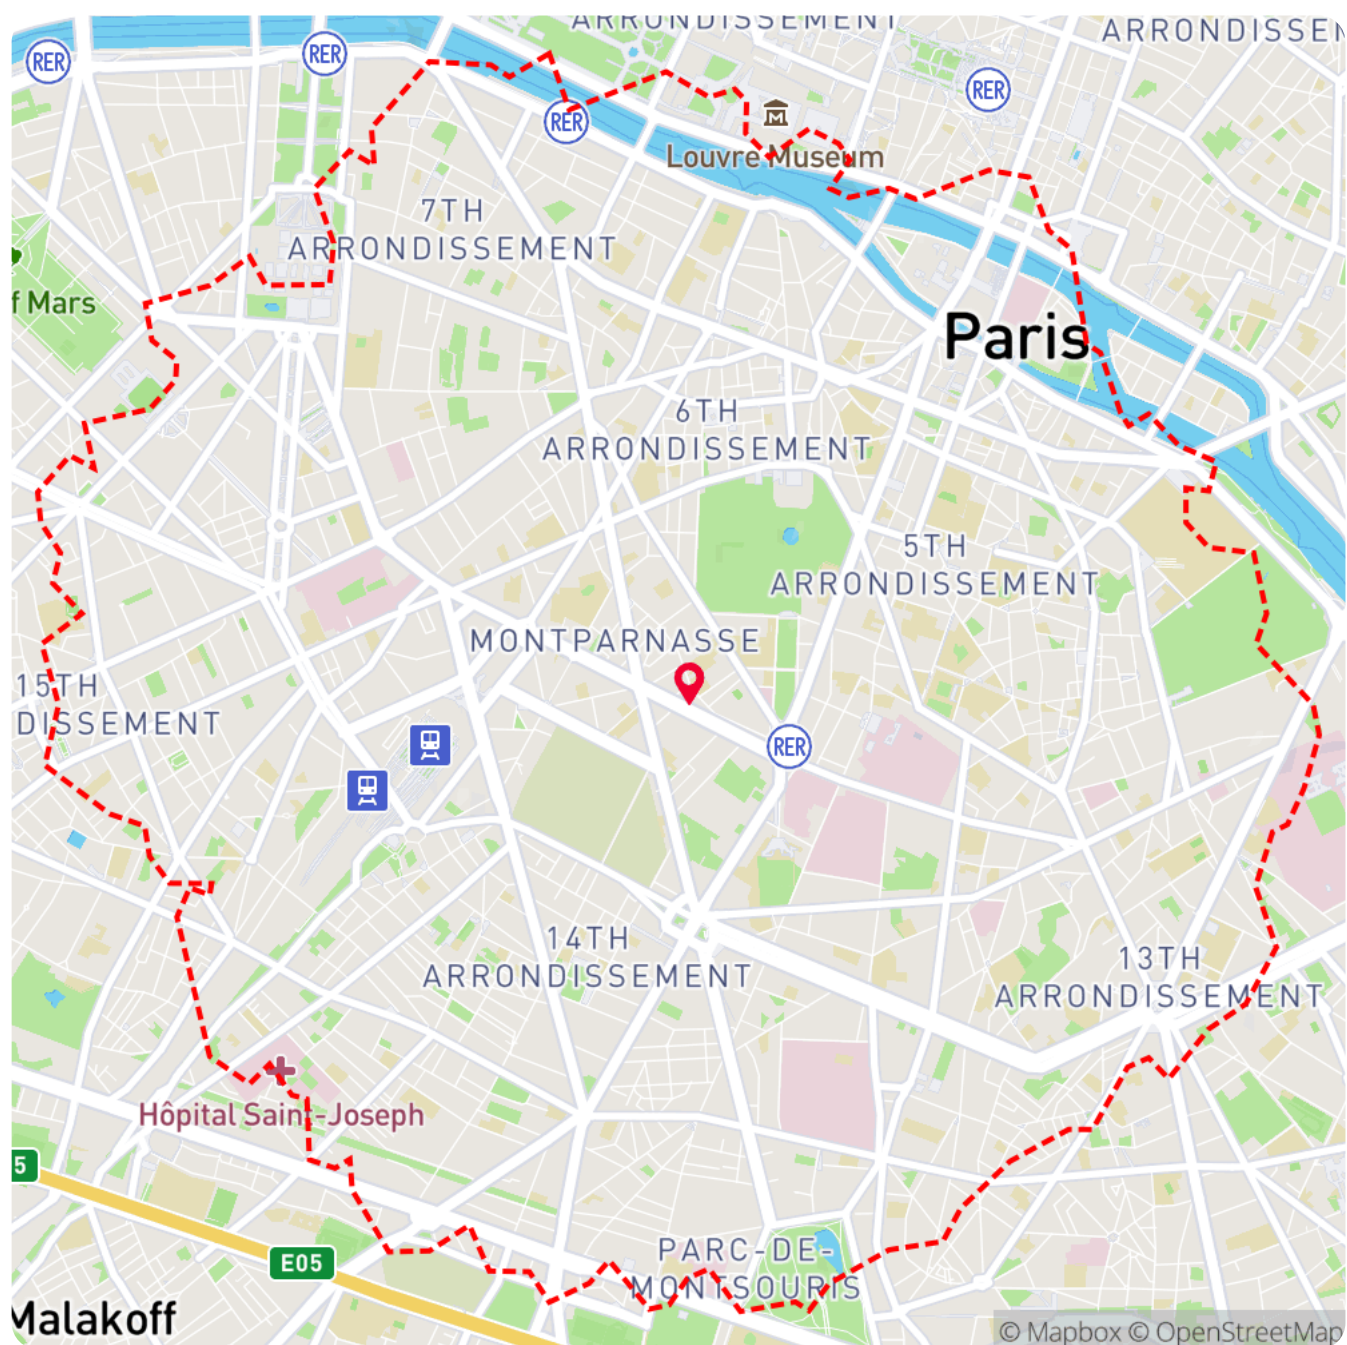 ARRONDISSEMENT
ARRONDISSEM
RER
RER
RER
RER
Louvre Museum
7TH
ARRONDISSEMENT
f Mars
Paris
6TH
ARRONDISSEMENT
5TH
ARRONDISSEMENT
MONTPARNASSE
15TH
DISSEMENT
RER
14TH
ARRONDISSEMENT
13TH
ARRONDISSEMENT
Hôpital Saint-Joseph
5
E05
PARC-DE-
MONTSOURIS
Malakoff
© Mapbox © OpenStreetMap